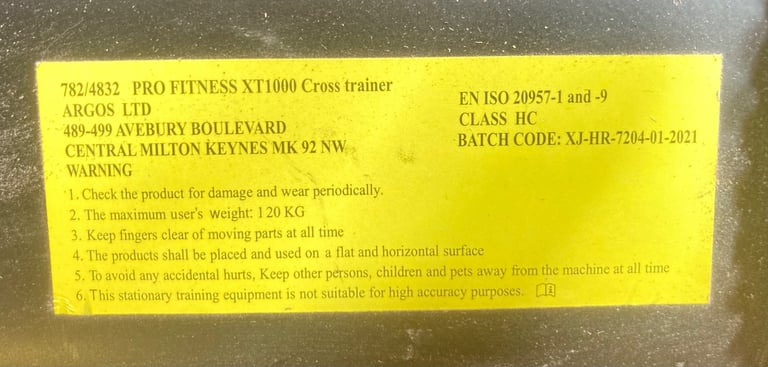 782/4832 PRO FITNESS XT1000 Cross trainer
ARGOS LTD
489-499 AVEBURY BOULEVARD
CENTRAL MILTON KEYNES MK 92 NW
EN ISO 20957-1 and -9
CLASS HC
BATCH CODE: XJ-HR-7204-01-2021
WARNING
1. Check the product for damage and wear periodically.
2. The maximum user's weight: 120 KG
3. Keep fingers clear of moving parts at all time
4. The products shall be placed and used on a flat and horizontal surface
5. To avoid any accidental hurts, Keep other persons, children and pets away from the machine at all time
6. This stationary training equipment is not suitable for high accuracy purposes.